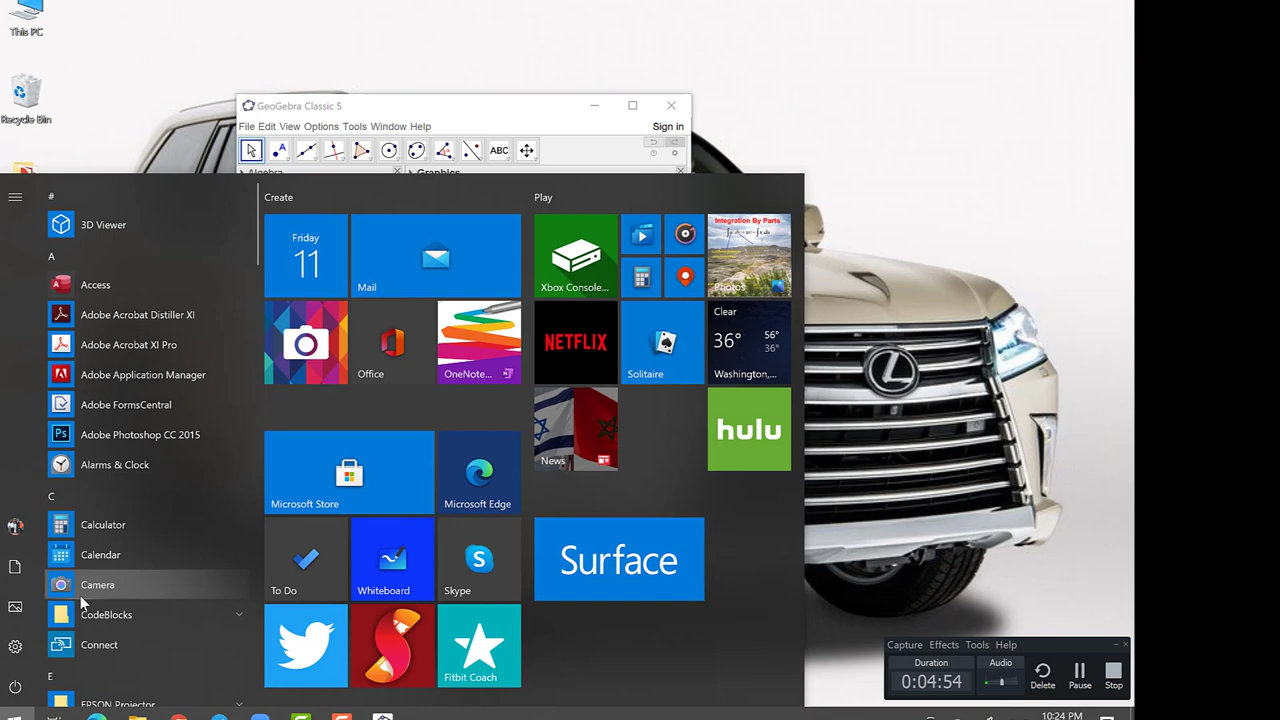 This PC
Recycle Bin
GeoGebra Classic 5
File Edit View Options Tools Window Help
Sign in
ABC
Algebra
Graphics
#
3D Viewer
A
Access
Adobe Acrobat Distiller XI
Adobe Acrobat XI Pro
Adobe Application Manager
Adobe FormsCentral
Adobe Photoshop CC 2015
Alarms & Clock
C
Calculator
Calendar
Camera
CodeBlocks
Connect
E
EPSON Projector
Create
Friday
11
Mail
Office
OneNote...
Microsoft Store
Microsoft Edge
To Do
Whiteboard
Skype
Fitbit Coach
Play
Xbox Console...
Integration By Parts
Photos
NETFLIX
Solitaire
Clear
36° 56°
36°
Washington,...
News
hulu
Surface
Capture Effects Tools Help
Duration
0:04:54
Audio
Delete
Pause
Stop
10:24 PM